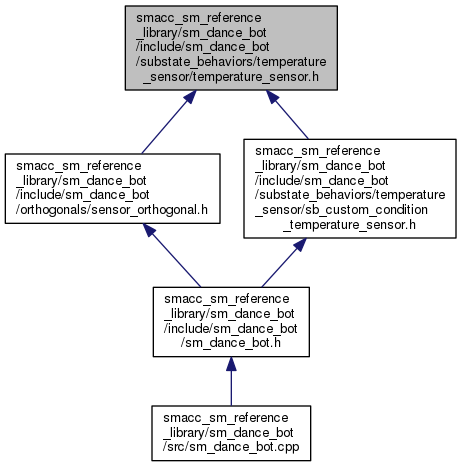 smacc_sm_reference
_library/sm_dance_bot
/include/sm_dance_bot
/substate_behaviors/temperature
_sensor/temperature_sensor.h
smacc_sm_reference
_library/sm_dance_bot
/include/sm_dance_bot
/orthogonals/sensor_orthogonal.h
smacc_sm_reference
_library/sm_dance_bot
/include/sm_dance_bot
/substate_behaviors/temperature
_sensor/sb_custom_condition
_temperature_sensor.h
smacc_sm_reference
_library/sm_dance_bot
/include/sm_dance_bot
/sm_dance_bot.h
smacc_sm_reference
_library/sm_dance_bot
/src/sm_dance_bot.cpp